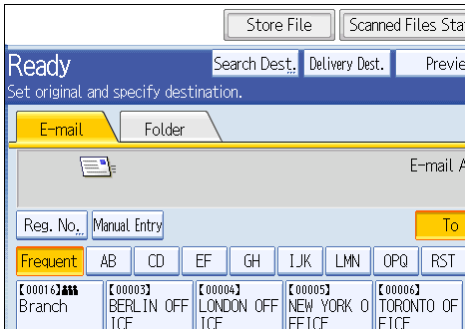 Store File Scanned Files Sta
Ready Search Dest. Delivery Dest. Previe
Set original and specify destination.
E-mail Folder
E-mail A
Reg. No. Manual Entry To
Frequent AB CD EF GH IJK LMN OPQ RST
[00016] [00003] [00004] [00005] [00006]
Branch BERLIN OFF LONDON OFF NEW YORK O TORONTO OF
ICE ICE FFICE FICE